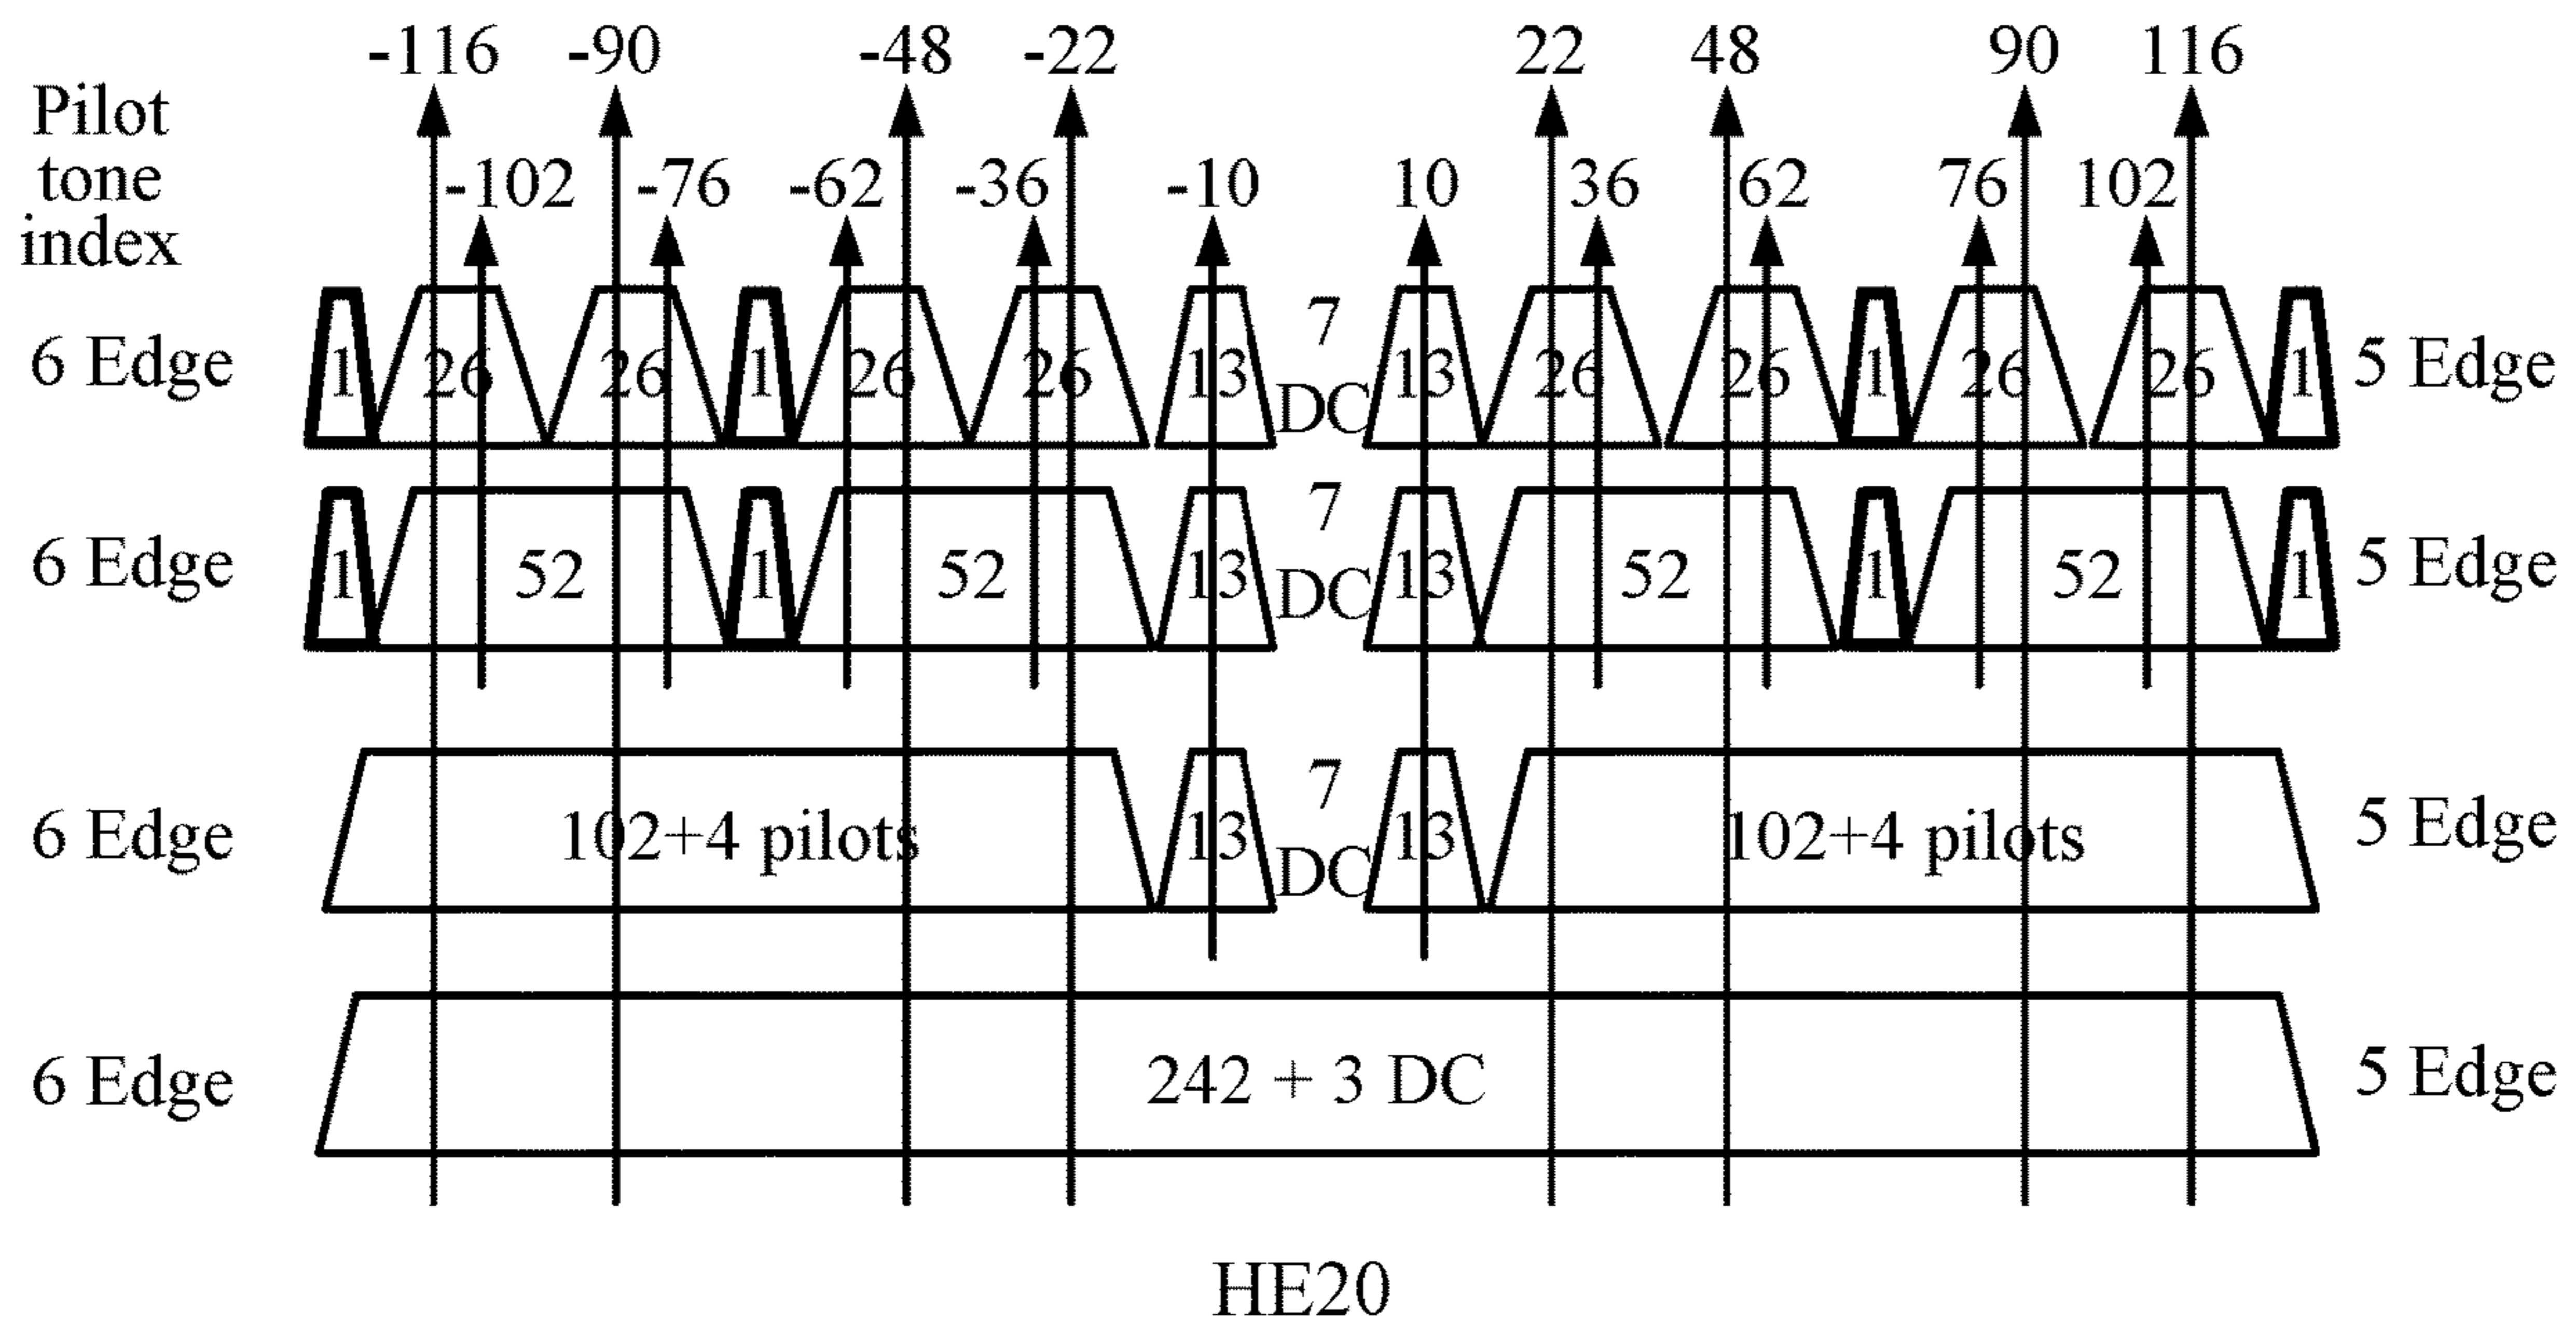 -116 -90 -48 -22 22 48 90 116
Pilot
tone
index
-102 -76 -62 -36 -10 10 36 62 76 102
6 Edge 1 26 26 1 26 26 13 7 DC 13 26 26 1 26 26 1 5 Edge
6 Edge 1 52 1 52 13 7 DC 13 52 1 52 1 5 Edge
6 Edge 102+4 pilots 13 7 DC 13 102+4 pilots 5 Edge
6 Edge 242 + 3 DC 5 Edge
HE20